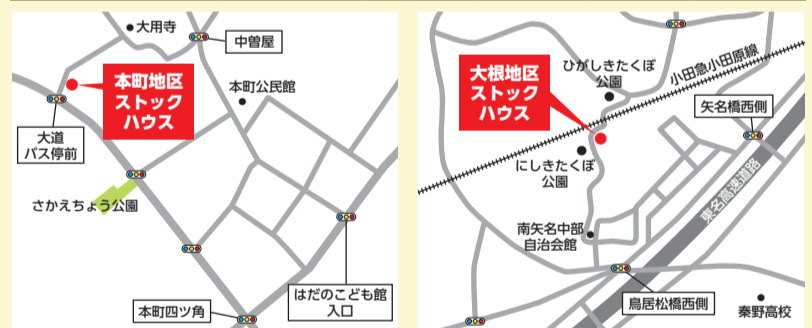 大用寺
中曽屋
本町地区
ストック
ハウス
本町公民館
大道
バス停前
さかえちょう公園
はだのこども館
入口
本町四ツ角
大根地区
ストック
ハウス
ひがしきたくぼ
公園
小田急小田原線
矢名橋西側
にしきたくぼ
公園
東名高速道路
南矢名中部
自治会館
鳥居松橋西側
秦野高校